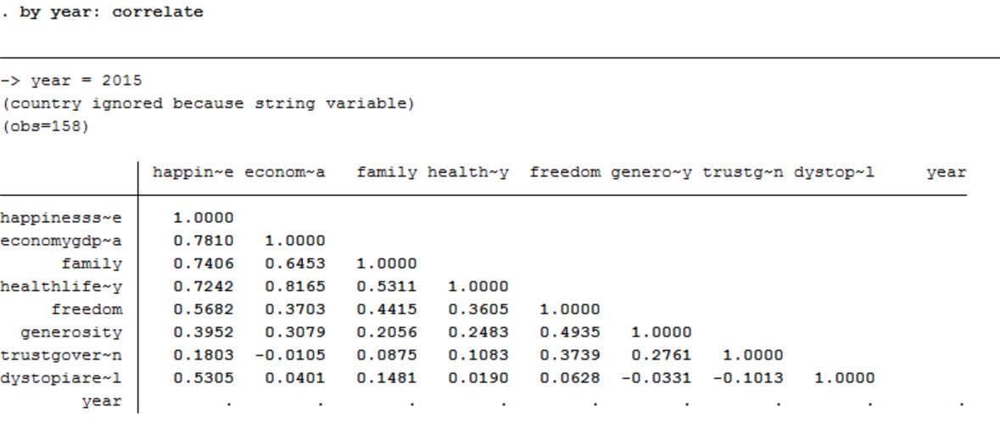 . by year: correlate
-> year = 2015
(country ignored because string variable)
(obs=158)
happin~e econom~a family health~y freedom genero~y trustg~n dystop~l year
happinesss~e 1.0000
economygdp~a 0.7810 1.0000
family 0.7406 0.6453 1.0000
healthlife~y 0.7242 0.8165 0.5311 1.0000
freedom 0.5682 0.3703 0.4415 0.3605 1.0000
generosity 0.3952 0.3079 0.2056 0.2483 0.4935 1.0000
trustgover~n 0.1803 -0.0105 0.0875 0.1083 0.3739 0.2761 1.0000
dystopiare~l 0.5305 0.0401 0.1481 0.0190 0.0628 -0.0331 -0.1013 1.0000
year . . . . . . . . .